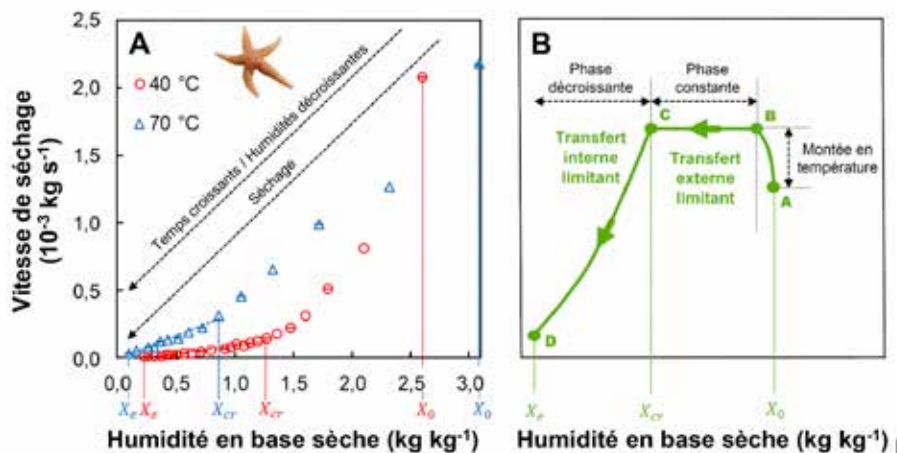 A
40 °C
70 °C
Temps croissants / Humidités décroissantes
Séchage
Vitesse de séchage
(10⁻³ kg s⁻¹)
2,5
2,0
1,5
1,0
0,5
0,0
0,0 0,5 1,0 1,5 2,0 2,5 3,0
Xₑ Xₑ X꜀ᵣ X꜀ᵣ X₀ X₀
Humidité en base sèche (kg kg⁻¹)
B
Phase
décroissante
Phase
constante
C
B
Transfert
interne
limitant
Transfert
externe
limitant
Montée en
température
A
D
Xₑ X꜀ᵣ X₀
Humidité en base sèche (kg kg⁻¹)